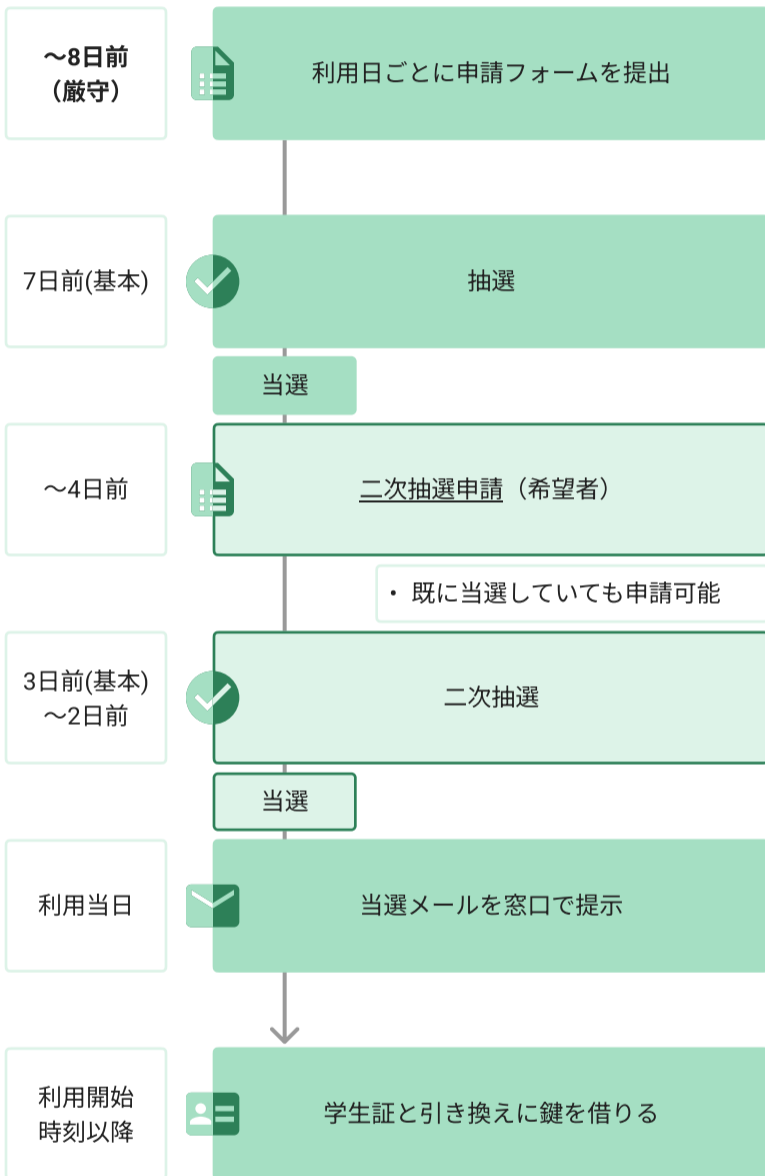 ～8日前
（厳守）
利用日ごとに申請フォームを提出
7日前(基本)
抽選
当選
～4日前
二次抽選申請（希望者）
・ 既に当選していても申請可能
3日前(基本)
～2日前
二次抽選
当選
利用当日
当選メールを窓口で提示
利用開始
時刻以降
学生証と引き換えに鍵を借りる